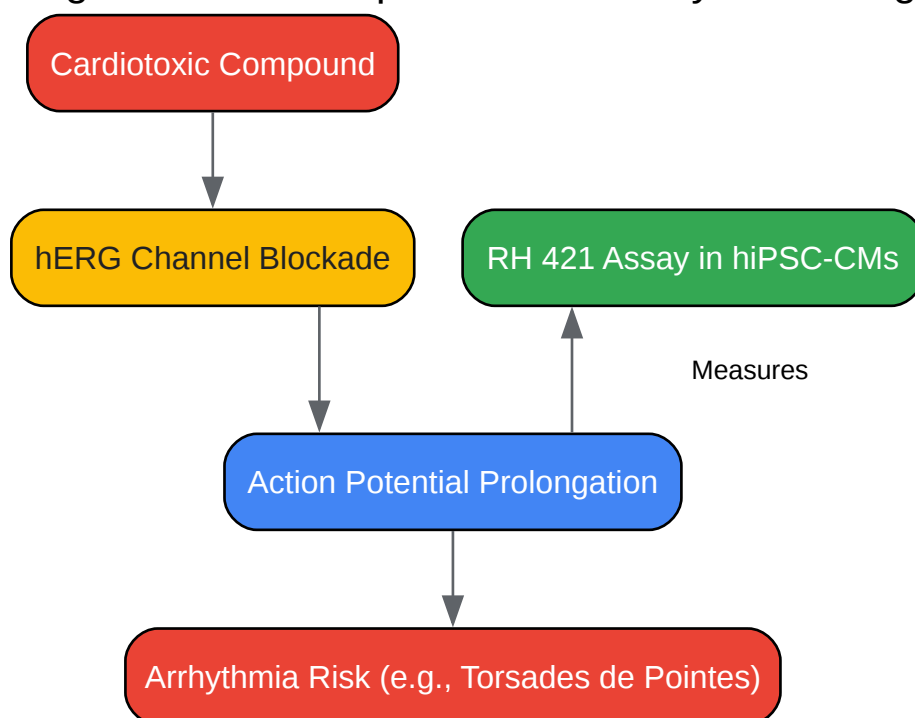 Cardiotoxic Compound
hERG Channel Blockade
RH 421 Assay in hiPSC-CMs
Measures
Action Potential Prolongation
Arrhythmia Risk (e.g., Torsades de Pointes)